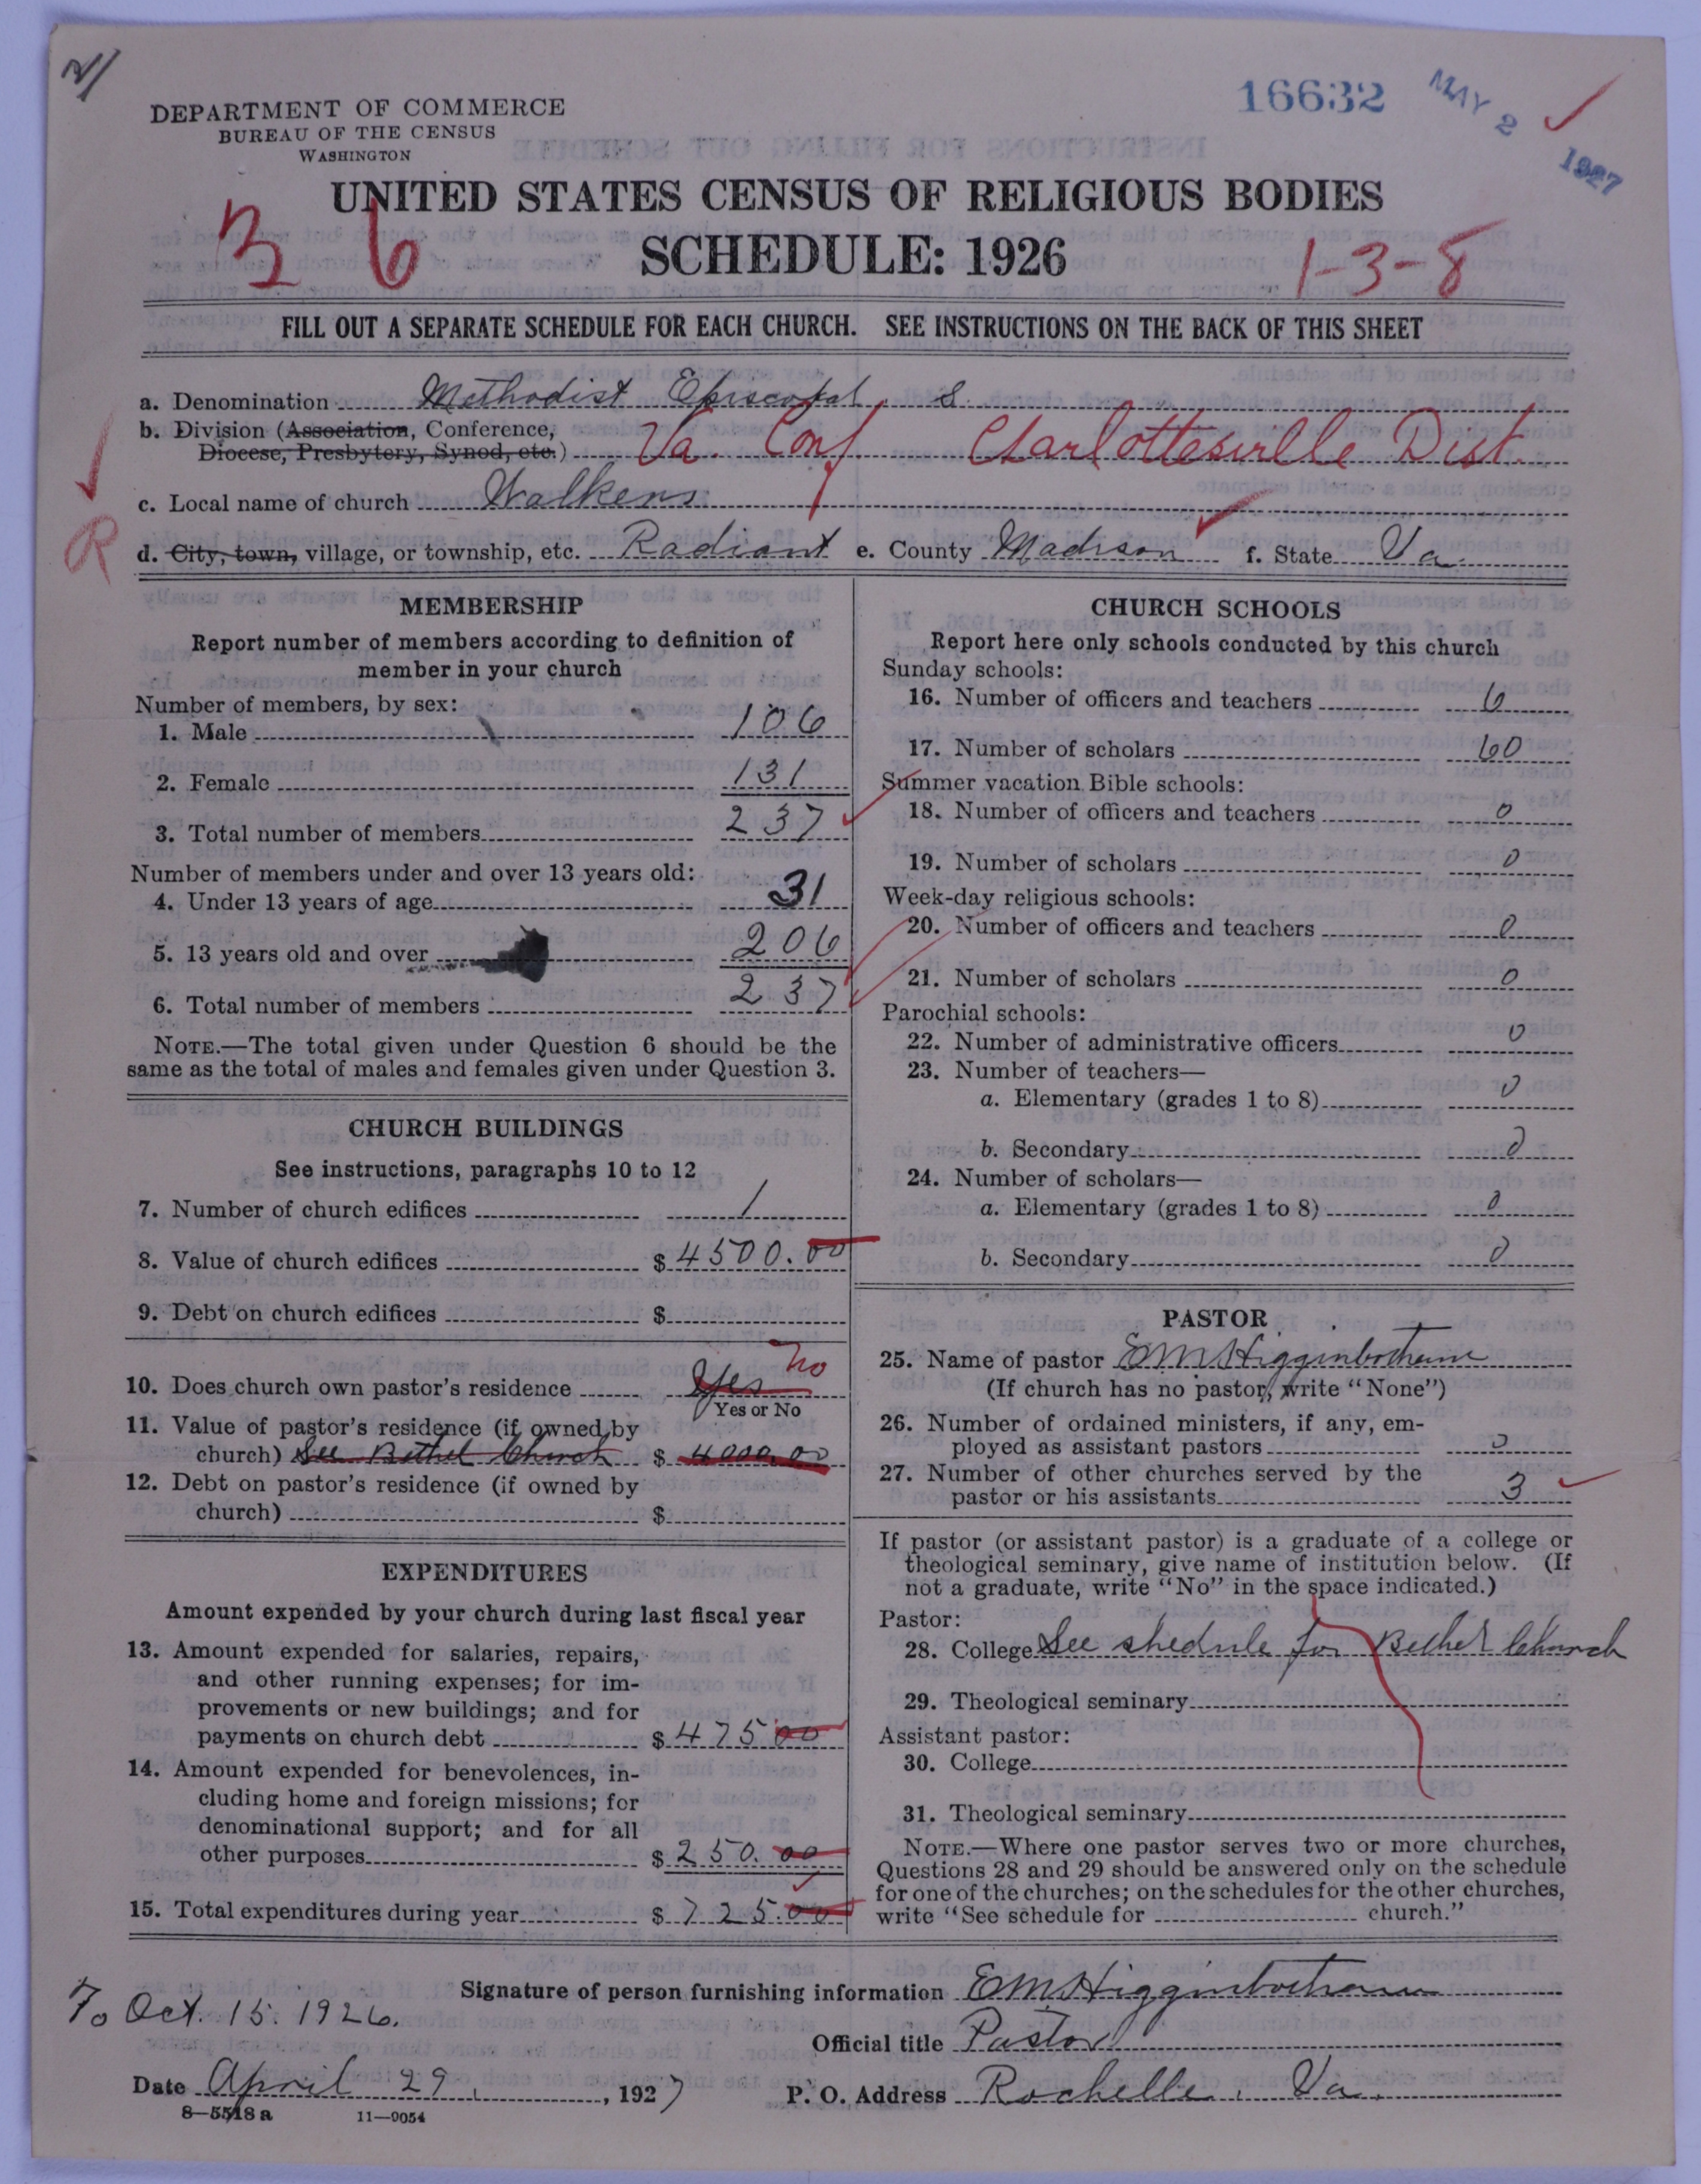 21
DEPARTMENT OF COMMERCE
BUREAU OF THE CENSUS
WASHINGTON
16632
MAY 2 1927
UNITED STATES CENSUS OF RELIGIOUS BODIES
SCHEDULE: 1926
3 6
1-3-8
FILL OUT A SEPARATE SCHEDULE FOR EACH CHURCH. SEE INSTRUCTIONS ON THE BACK OF THIS SHEET
a. Denomination Methodist Episcopal, S.
b. Division (Association, Conference,
Diocese, Presbytery, Synod, etc.) Va. Conf Charlottesville Dist.
c. Local name of church Walkers
R
d. City, town, village, or township, etc. Radiant e. County Madison f. State Va.
MEMBERSHIP
Report number of members according to definition of
member in your church
Number of members, by sex:
1. Male 106
2. Female 131
3. Total number of members 237
Number of members under and over 13 years old:
4. Under 13 years of age 31
5. 13 years old and over 206
6. Total number of members 237
NOTE.—The total given under Question 6 should be the
same as the total of males and females given under Question 3.
CHURCH BUILDINGS
See instructions, paragraphs 10 to 12
7. Number of church edifices 1
8. Value of church edifices $ 4500.00
9. Debt on church edifices $
10. Does church own pastor's residence Yes No
Yes or No
11. Value of pastor's residence (if owned by
church) See Bethel Church $ 4000.00
12. Debt on pastor's residence (if owned by
church) $
EXPENDITURES
Amount expended by your church during last fiscal year
13. Amount expended for salaries, repairs,
and other running expenses; for im-
provements or new buildings; and for
payments on church debt $ 475 00
14. Amount expended for benevolences, in-
cluding home and foreign missions; for
denominational support; and for all
other purposes $ 250.00
15. Total expenditures during year $ 725.00
CHURCH SCHOOLS
Report here only schools conducted by this church
Sunday schools:
16. Number of officers and teachers 6
17. Number of scholars 60
Summer vacation Bible schools:
18. Number of officers and teachers 0
19. Number of scholars 0
Week-day religious schools:
20. Number of officers and teachers 0
21. Number of scholars 0
Parochial schools:
22. Number of administrative officers 0
23. Number of teachers—
a. Elementary (grades 1 to 8) 0
b. Secondary 0
24. Number of scholars—
a. Elementary (grades 1 to 8) 0
b. Secondary 0
PASTOR
25. Name of pastor E M Higginbotham
(If church has no pastor, write "None")
26. Number of ordained ministers, if any, em-
ployed as assistant pastors 0
27. Number of other churches served by the
pastor or his assistants 3
If pastor (or assistant pastor) is a graduate of a college or
theological seminary, give name of institution below. (If
not a graduate, write "No" in the space indicated.)
Pastor:
28. College See shedule for Bethel Church
29. Theological seminary
Assistant pastor:
30. College
31. Theological seminary
NOTE.—Where one pastor serves two or more churches,
Questions 28 and 29 should be answered only on the schedule
for one of the churches; on the schedules for the other churches,
write "See schedule for church."
Signature of person furnishing information E M Higginbotham
To Oct. 15. 1926.
Official title Pastor
Date April 29, 1927 P. O. Address Rochelle, Va.
8—5518 a 11—9054